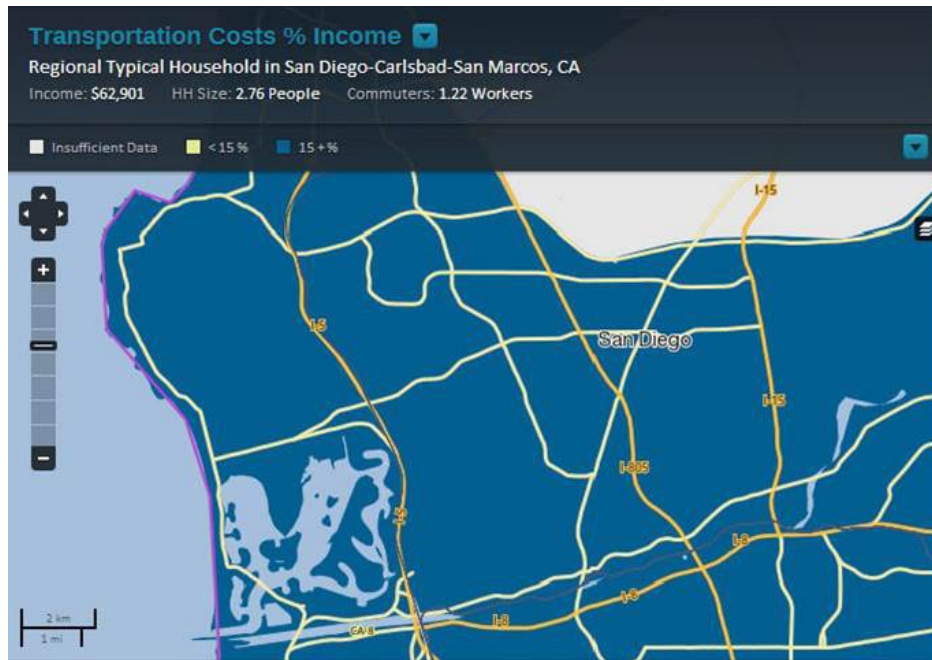 Transportation Costs % Income
Regional Typical Household in San Diego-Carlsbad-San Marcos, CA
Income: $62,901 HH Size: 2.76 People Commuters: 1.22 Workers
Insufficient Data <15% 15+%
I-15
I-5
San Diego
I-15
I-805
I-5
I-8
I-8
I-8
CA 8
2 km
1 mi